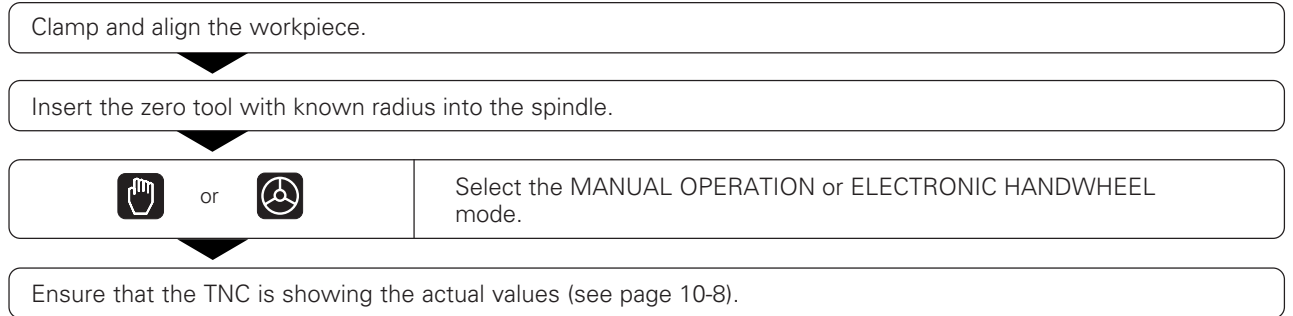 Clamp and align the workpiece.
Insert the zero tool with known radius into the spindle.
or
Select the MANUAL OPERATION or ELECTRONIC HANDWHEEL
mode.
Ensure that the TNC is showing the actual values (see page 10-8).